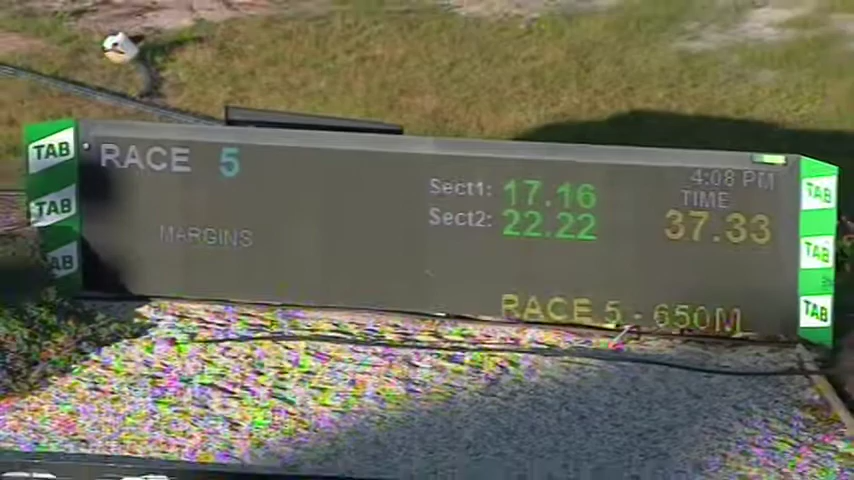 TAB
TAB
TAB
RACE 5
MARGINS
Sect1: 17.16
Sect2: 22.22
4:08 PM
TIME
37.33
RACE 5 - 650M
TAB
TAB
TAB